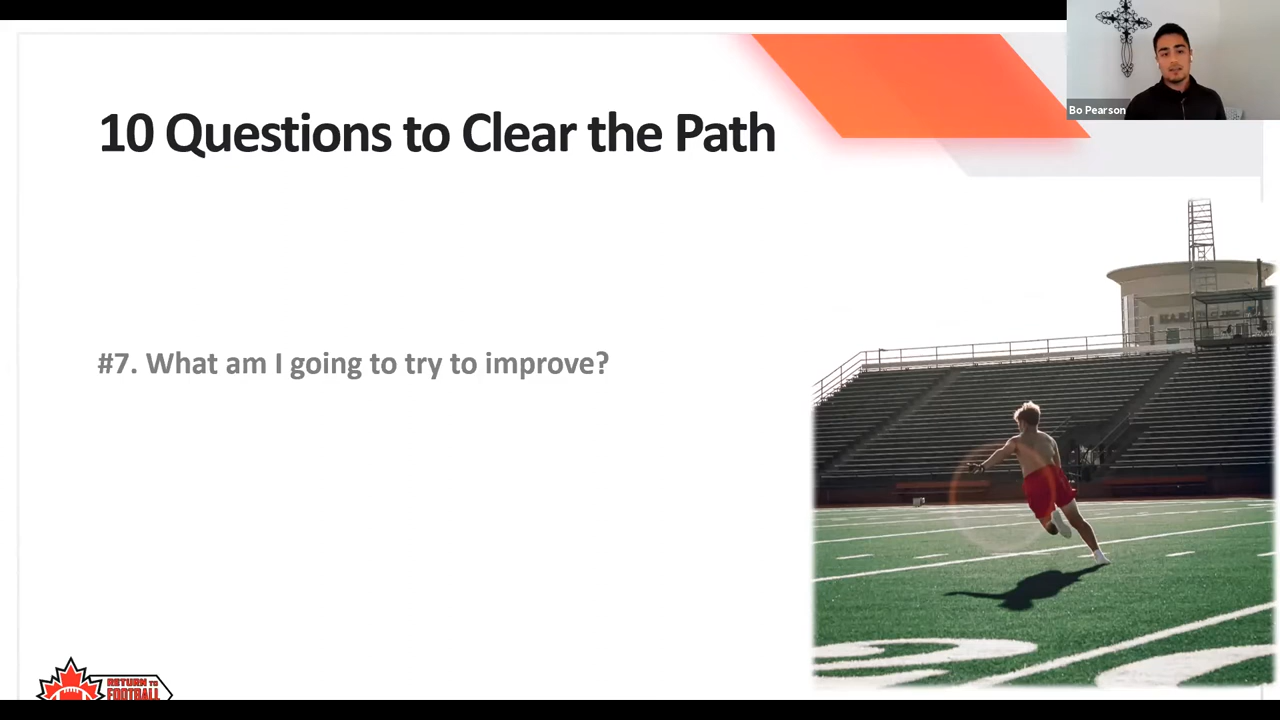 Bo Pearson
10 Questions to Clear the Path
#7. What am I going to try to improve?
RETURN TO
FOOTBALL